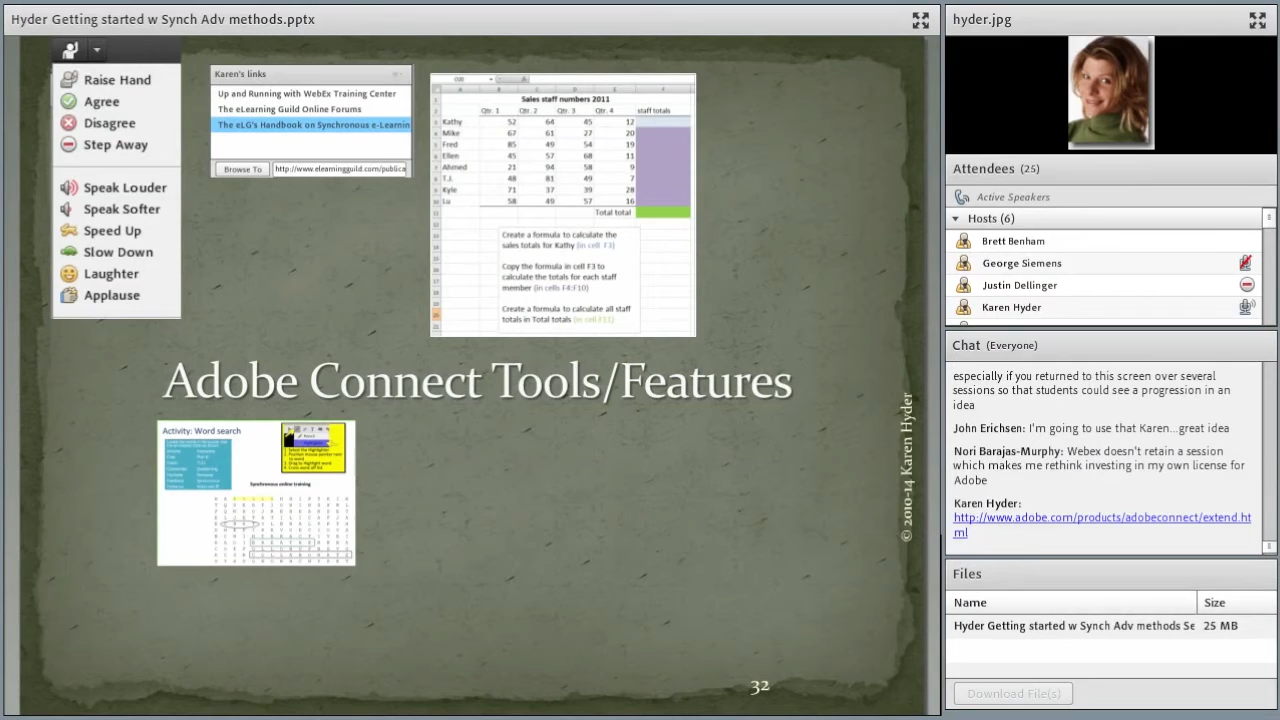 Hyder Getting started w Synch Adv methods.pptx
Raise Hand
Agree
Disagree
Step Away
Speak Louder
Speak Softer
Speed Up
Slow Down
Laughter
Applause
Karen's links
Up and Running with WebEx Training Center
The eLearning Guild Online Forums
The eLG's Handbook on Synchronous e-Learnin
Browse To http://www.elearningguild.com/publica
Sales staff numbers 2011
Qtr. 1 Qtr. 2 Qtr. 3 Qtr. 4 staff totals
Kathy 52 64 45 12
Mike 67 61 27 20
Fred 85 49 54 19
Ellen 45 57 68 11
Ahmed 21 94 58 9
T.J. 48 81 49 7
Kyle 71 37 39 28
Lu 58 49 57 16
Total total
Create a formula to calculate the
sales totals for Kathy (in cell F3)
Copy the formula in cell F3 to
calculate the totals for each staff
member (in cells F4:F10)
Create a formula to calculate all staff
totals in Total totals (in cell F11)
Adobe Connect Tools/Features
Activity: Word search
Synchronous online training
© 2010-14 Karen Hyder
32
hyder.jpg
Attendees (25)
Active Speakers
Hosts (6)
Brett Benham
George Siemens
Justin Dellinger
Karen Hyder
Chat (Everyone)
especially if you returned to this screen over several
sessions so that students could see a progression in an
idea
John Erichsen: I'm going to use that Karen...great idea
Nori Barajas-Murphy: Webex doesn't retain a session
which makes me rethink investing in my own license for
Adobe
Karen Hyder:
http://www.adobe.com/products/adobeconnect/extend.ht
ml
Files
Name Size
Hyder Getting started w Synch Adv methods Se 25 MB
Download File(s)